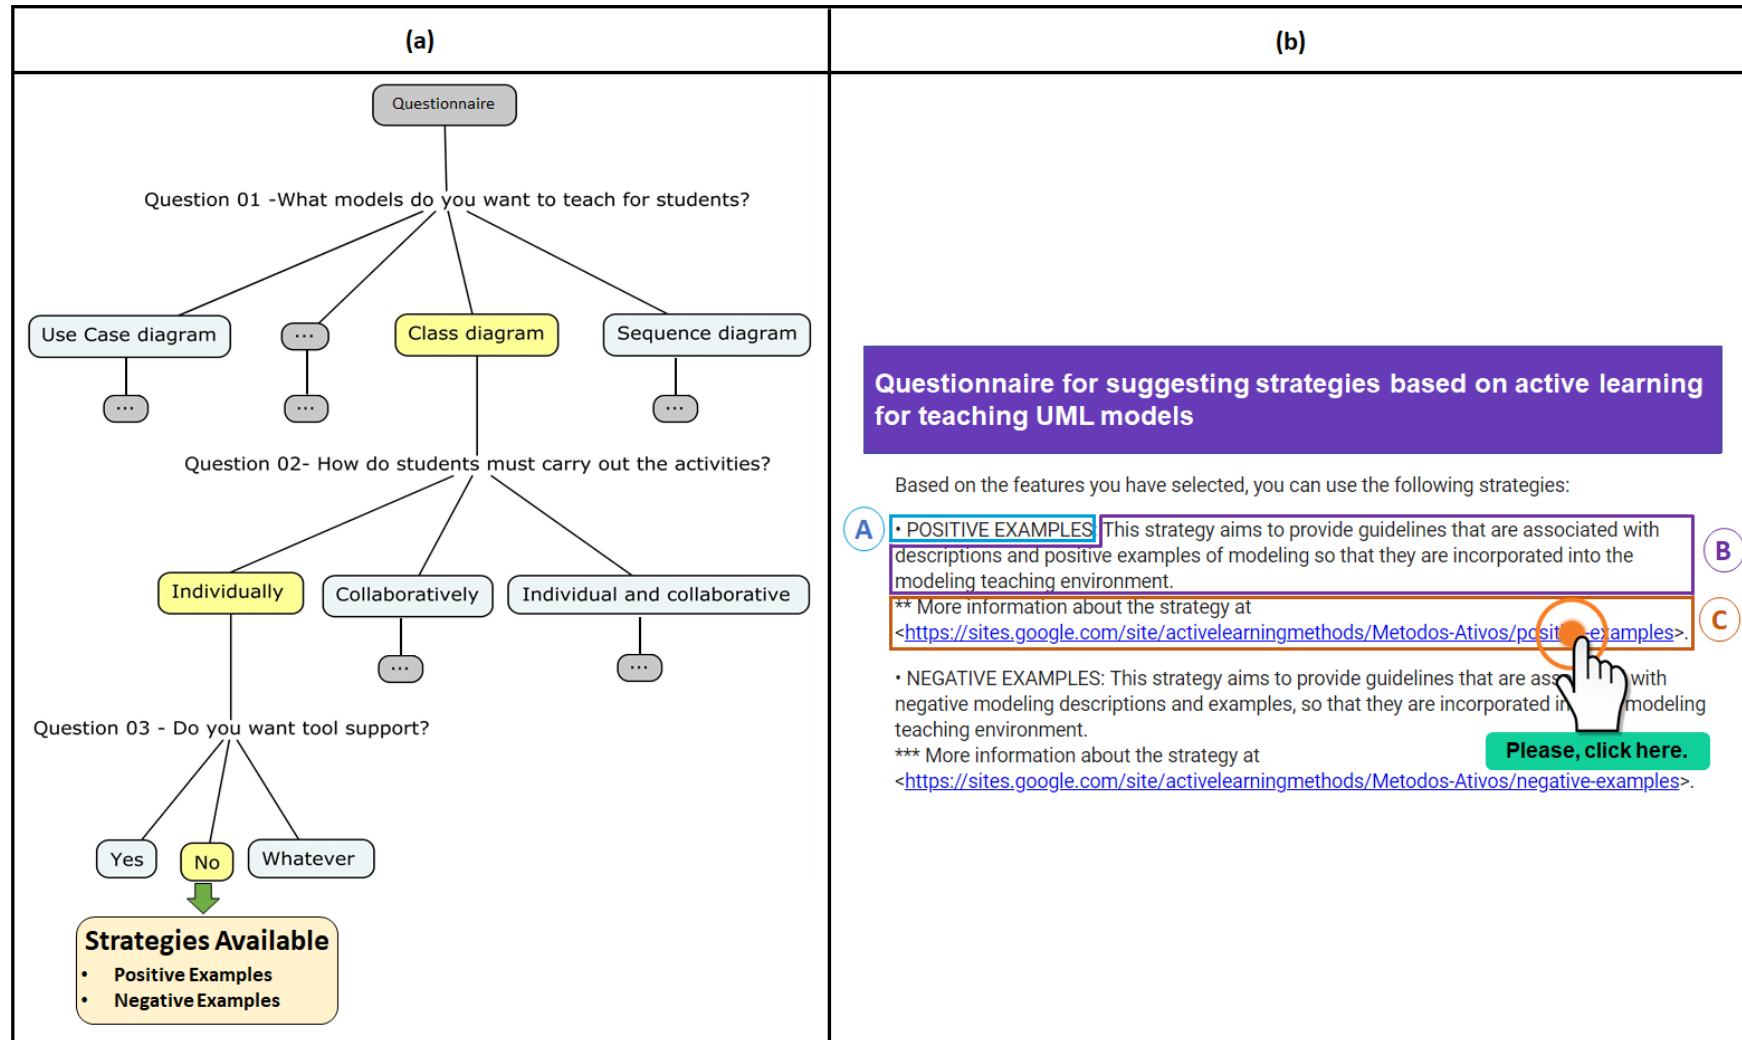 (a)
Questionnaire
Question 01 -What models do you want to teach for students?
Use Case diagram
...
Class diagram
Sequence diagram
...
...
...
Question 02- How do students must carry out the activities?
Individually
Collaboratively
Individual and collaborative
...
...
Question 03 - Do you want tool support?
Yes
No
Whatever
Strategies Available
• Positive Examples
• Negative Examples
(b)
Questionnaire for suggesting strategies based on active learning
for teaching UML models
Based on the features you have selected, you can use the following strategies:
A
• POSITIVE EXAMPLES: This strategy aims to provide guidelines that are associated with
descriptions and positive examples of modeling so that they are incorporated into the
modeling teaching environment.
B
** More information about the strategy at
<https://sites.google.com/site/activelearningmethods/Metodos-Ativos/positive-examples>.
C
• NEGATIVE EXAMPLES: This strategy aims to provide guidelines that are with
negative modeling descriptions and examples, so that they are incorporated modeling
teaching environment.
*** More information about the strategy at
Please, click here.
<https://sites.google.com/site/activelearningmethods/Metodos-Ativos/negative-examples>.